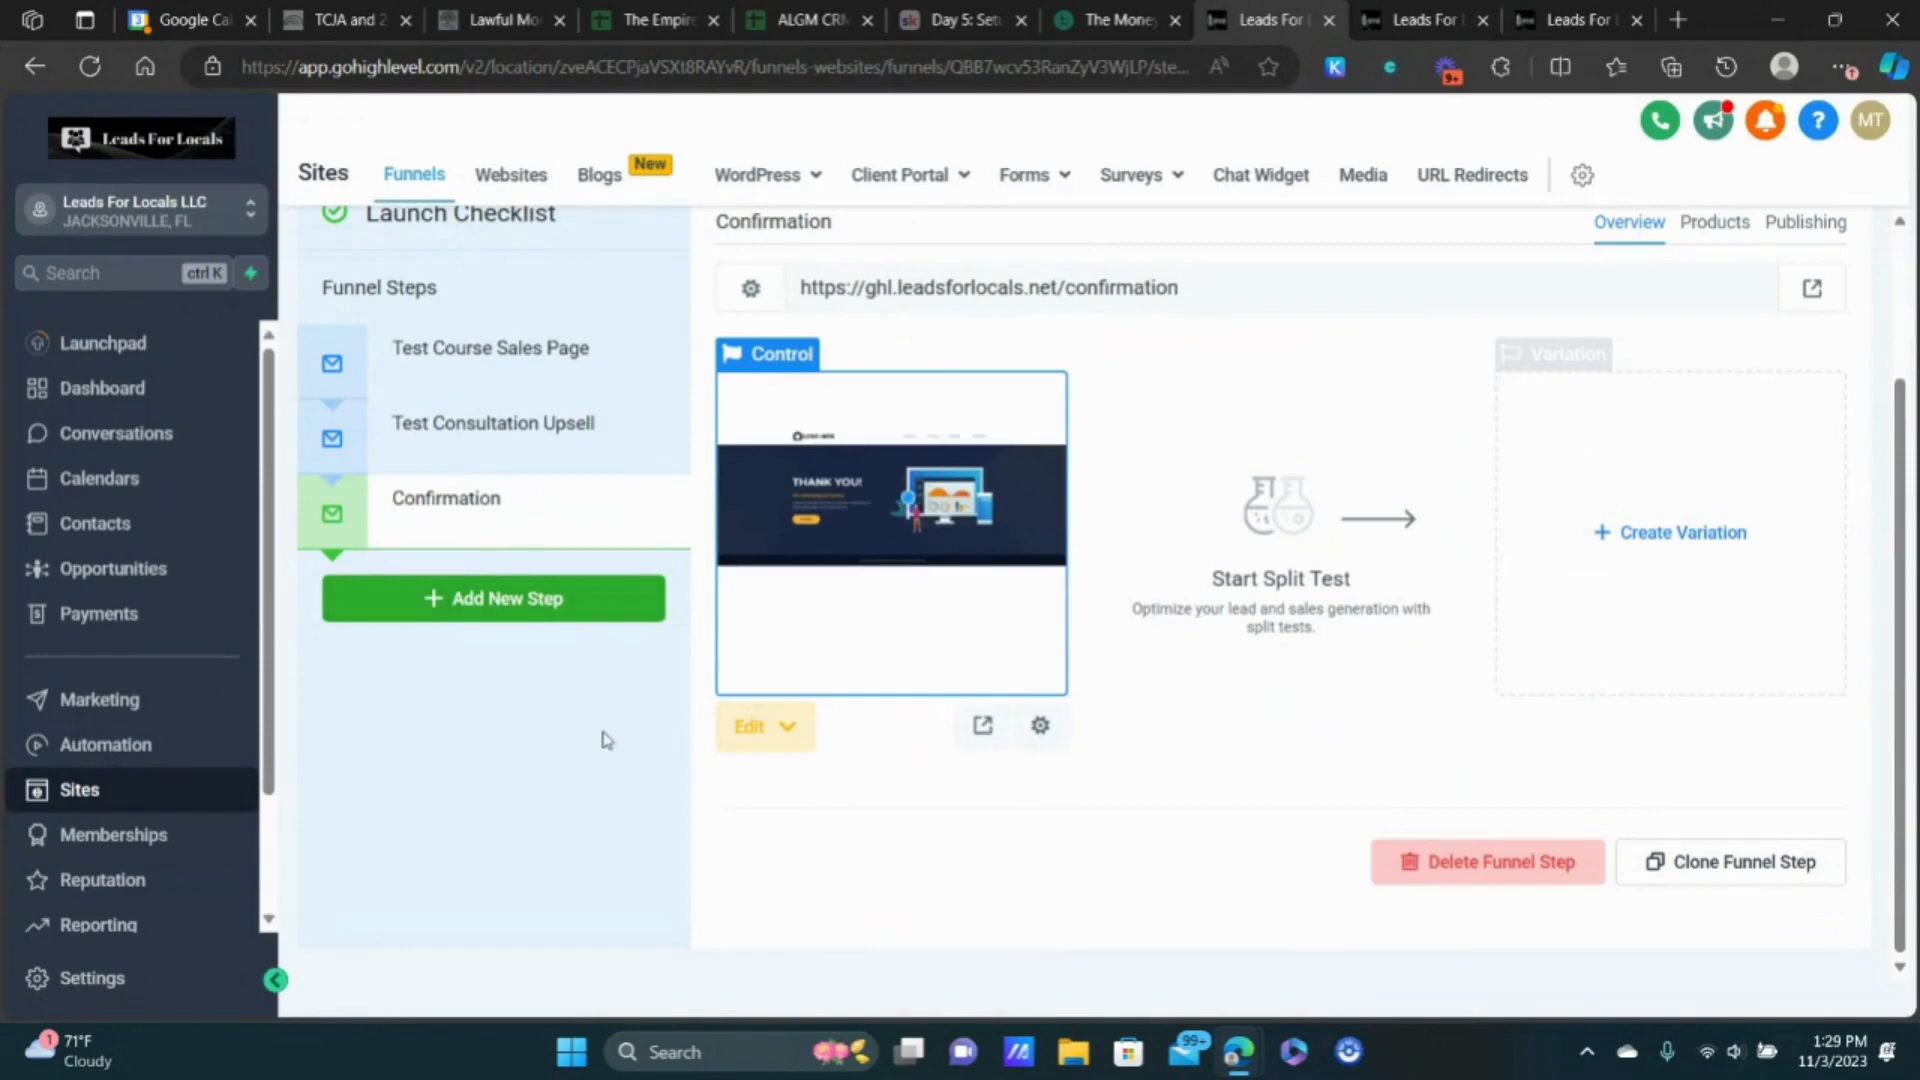 Google Cal
TCJA and 2
Lawful Mo
The Empire
ALGM CRM
Day 5: Setu
The Money
Leads For
Leads For
Leads For
https://app.gohighlevel.com/v2/location/zveACECPjaVSXt8RAYvR/funnels-websites/funnels/QBB7wcv53RanZyV3WjLP/ste...
9+
Leads For Locals
MT
Sites
Funnels
Websites
Blogs
New
WordPress
Client Portal
Forms
Surveys
Chat Widget
Media
URL Redirects
Leads For Locals LLC
JACKSONVILLE, FL
Search
ctrl K
Launchpad
Dashboard
Conversations
Calendars
Contacts
Opportunities
Payments
Marketing
Automation
Sites
Memberships
Reputation
Reporting
Settings
Launch Checklist
Funnel Steps
Test Course Sales Page
Test Consultation Upsell
Confirmation
+ Add New Step
Confirmation
Overview
Products
Publishing
https://ghl.leadsforlocals.net/confirmation
Control
THANK YOU!
Edit
Start Split Test
Optimize your lead and sales generation with
split tests.
Variation
+ Create Variation
Delete Funnel Step
Clone Funnel Step
1
71°F
Cloudy
Search
99+
1:29 PM
11/3/2023